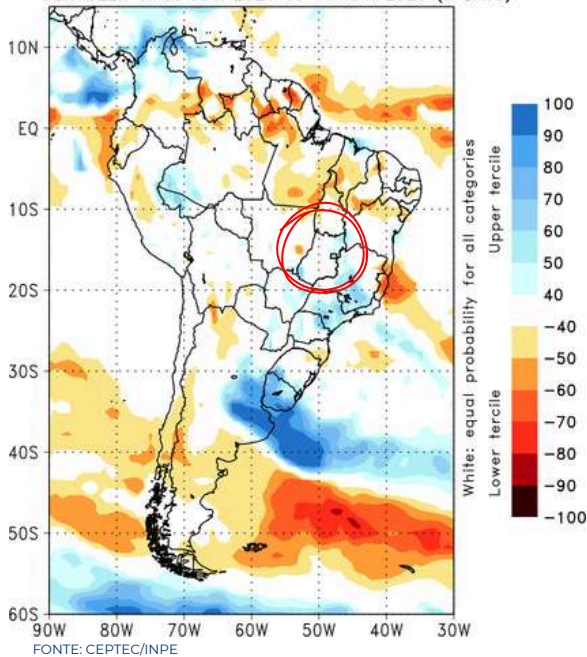 10N
EQ
10S
20S
30S
40S
50S
60S
90W 80W 70W 60W 50W 40W 30W
White: equal probability for all categories
Lower tercile Upper tercile
100
90
80
70
60
50
40
−40
−50
−60
−70
−80
−90
−100
FONTE: CEPTEC/INPE